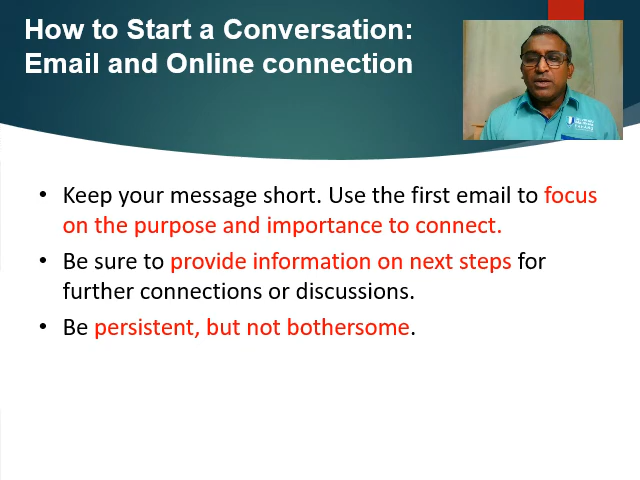 How to Start a Conversation:
Email and Online connection
• Keep your message short. Use the first email to focus
on the purpose and importance to connect.
• Be sure to provide information on next steps for
further connections or discussions.
• Be persistent, but not bothersome.